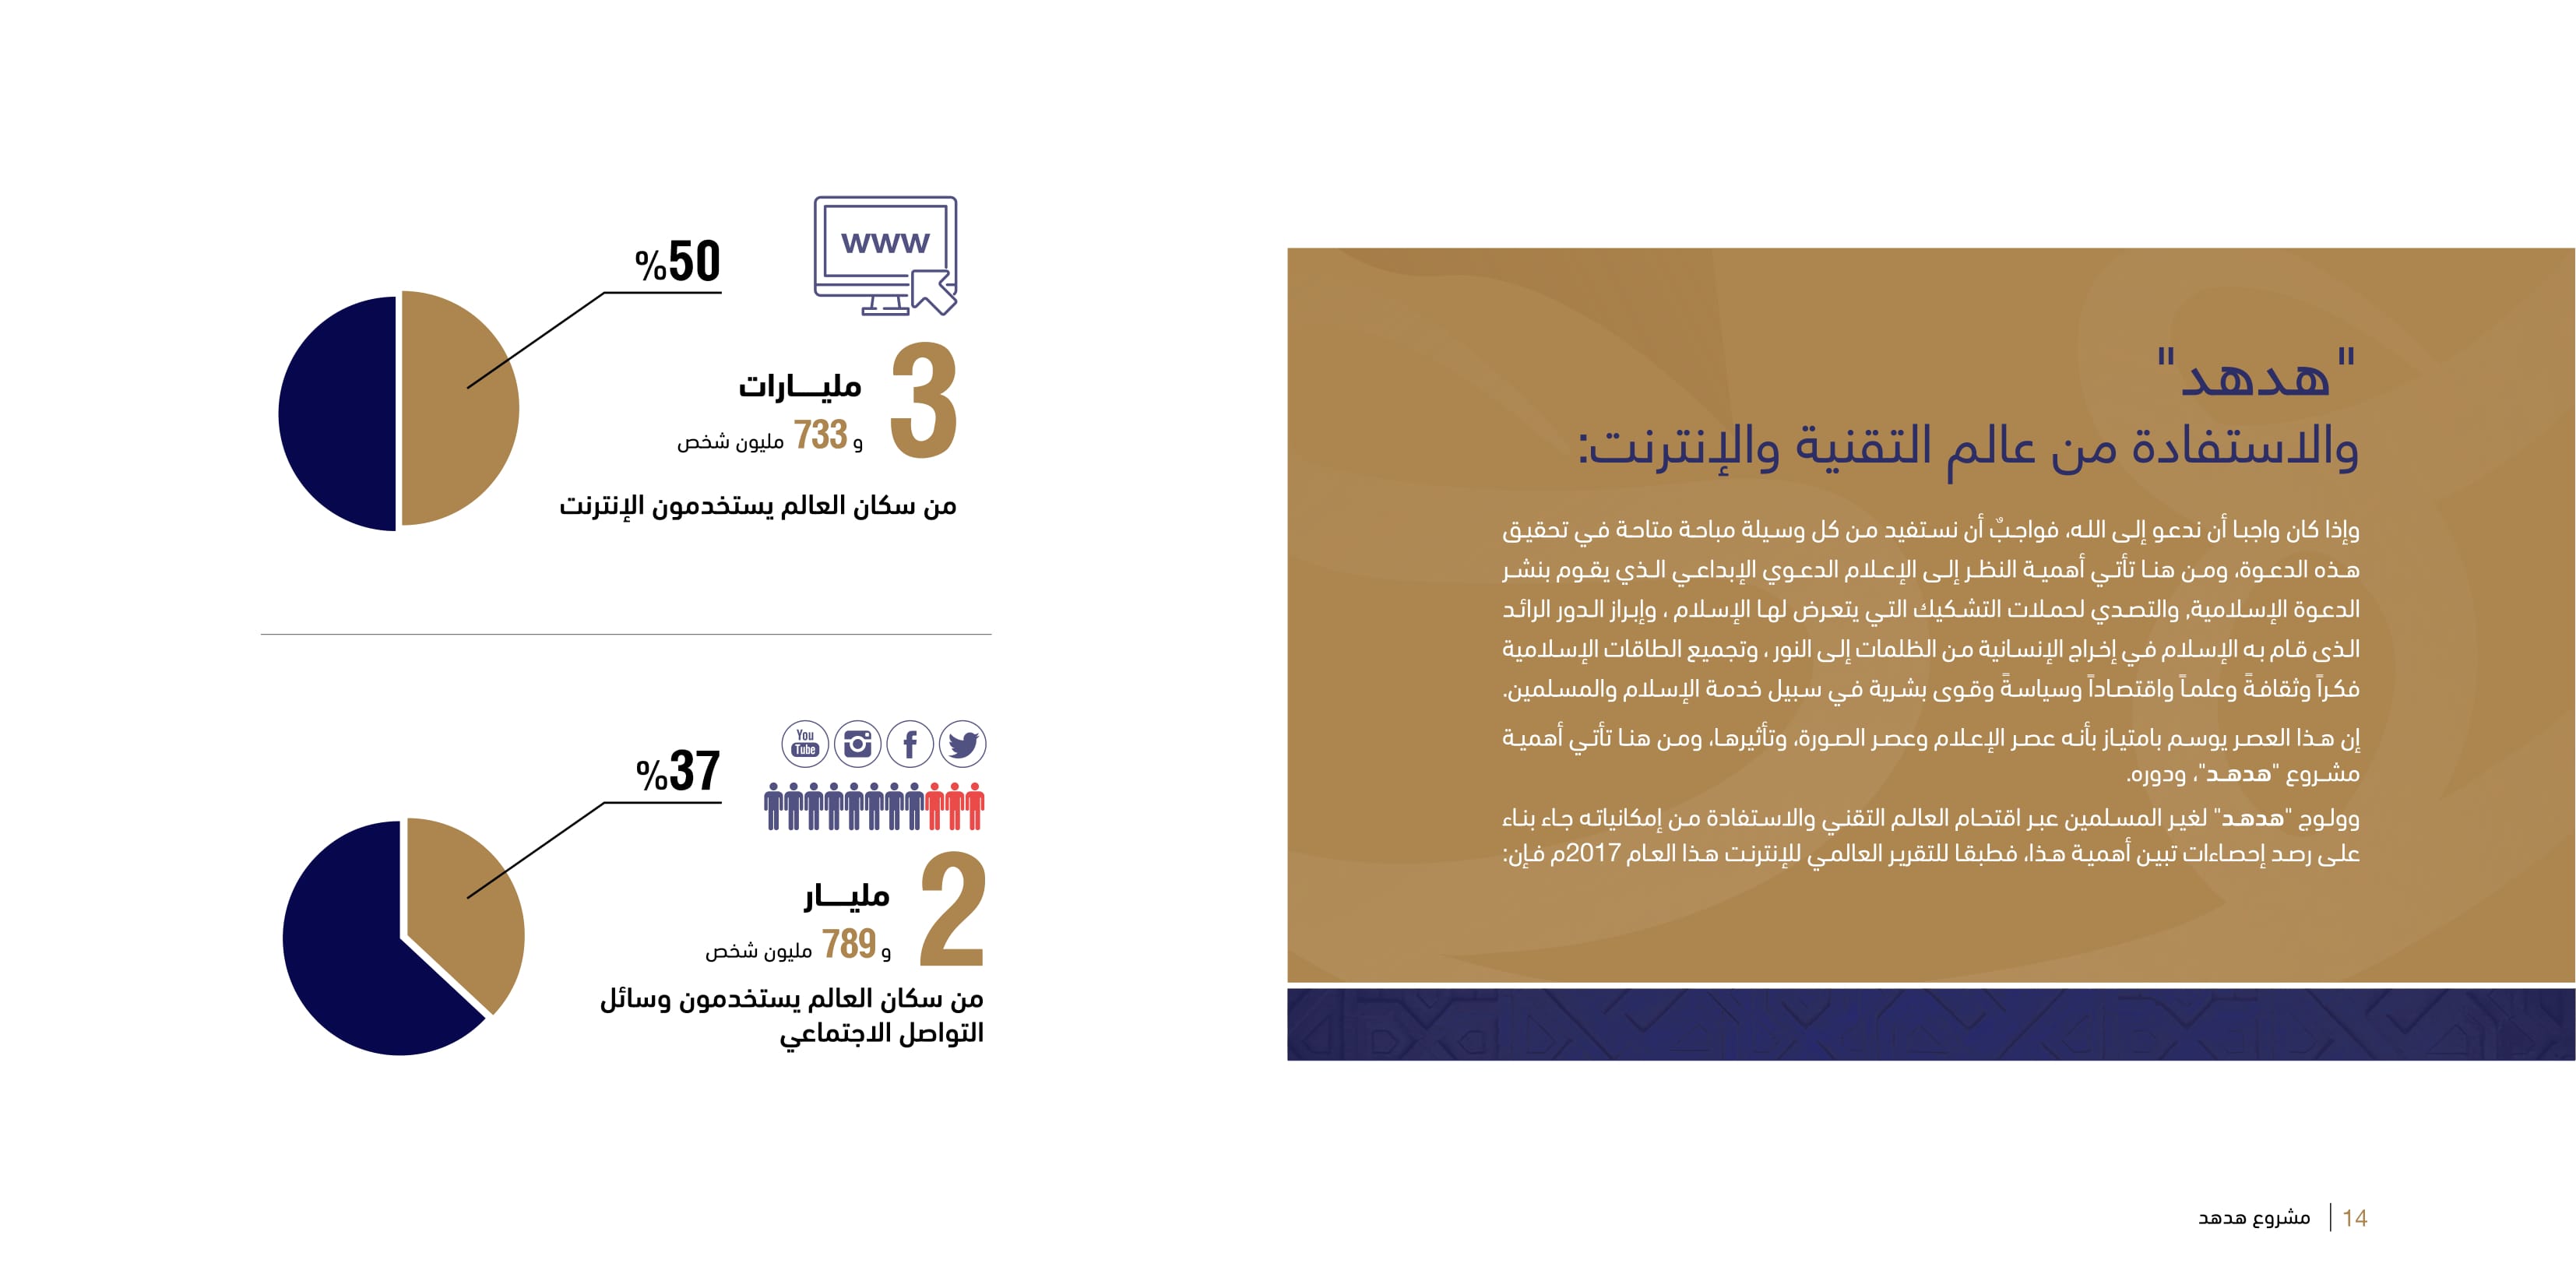 "هدهد"
والاستفادة من عالم التقنية والإنترنت:
وإذا كان واجبا أن ندعو إلى الله، فواجبٌ أن نستفيد من كل وسيلة مباحة متاحة في تحقيق
هذه الدعوة، ومن هنا تأتي أهمية النظر إلى الإعلام الدعوي الإبداعي الذي يقوم بنشر
الدعوة الإسلامية, والتصدي لحملات التشكيك التي يتعرض لها الإسلام ، وإبراز الدور الرائد
الذى قام به الإسلام في إخراج الإنسانية من الظلمات إلى النور ، وتجميع الطاقات الإسلامية
فكراً وثقافةً وعلماً واقتصاداً وسياسةً وقوى بشرية في سبيل خدمة الإسلام والمسلمين.
إن هذا العصر يوسم بامتياز بأنه عصر الإعلام وعصر الصورة، وتأثيرها، ومن هنا تأتي أهمية
مشروع "هدهد"، ودوره.
وولوج "هدهد" لغير المسلمين عبر اقتحام العالم التقني والاستفادة من إمكانياته جاء بناء
على رصد إحصاءات تبين أهمية هذا، فطبقا للتقرير العالمي للإنترنت هذا العام 2017م فإن:
14 | مشروع هدهد
www
%50
3 مليـــارات
و 733 مليون شخص
من سكان العالم يستخدمون الإنترنت
You
Tube
%37
2 مليـــار
و 789 مليون شخص
من سكان العالم يستخدمون وسائل
التواصل الاجتماعي